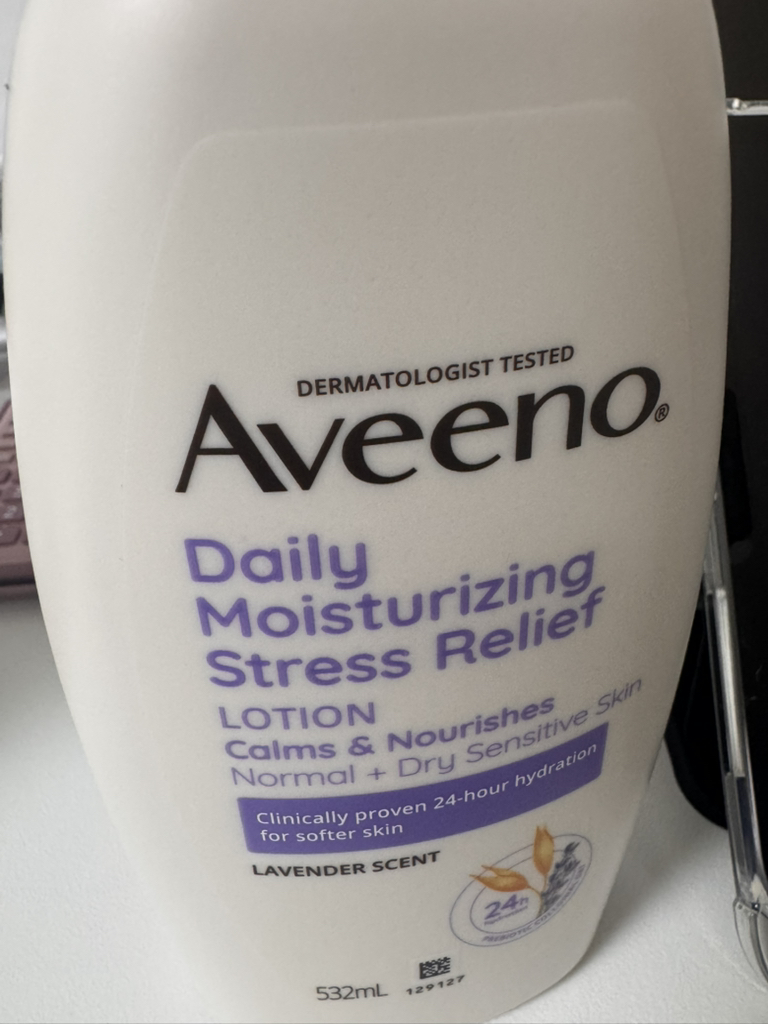 DERMATOLOGIST TESTED
Aveeno®
Daily
Moisturizing
Stress Relief
LOTION
Calms & Nourishes
Normal + Dry Sensitive Skin
Clinically proven 24-hour hydration
for softer skin
LAVENDER SCENT
24h
hydration
532mL
129127